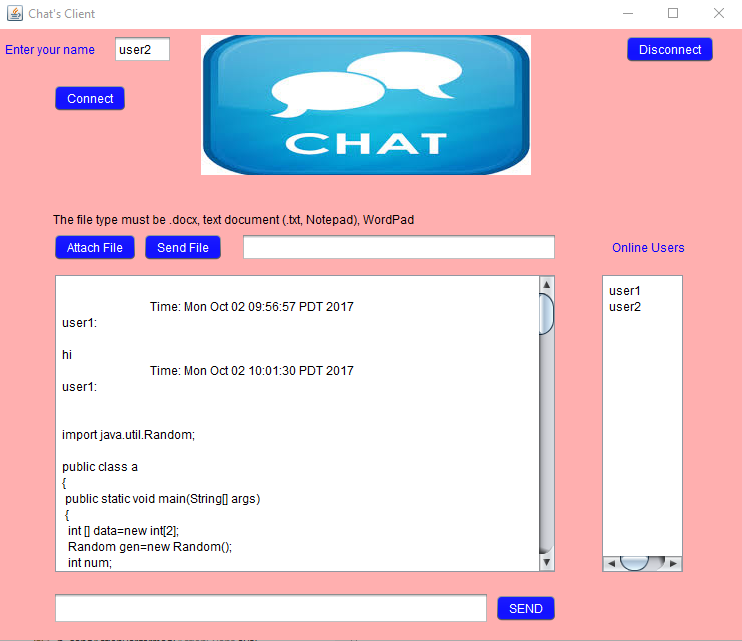 Chat's Client
Enter your name user2 Disconnect
Connect
CHAT
The file type must be .docx, text document (.txt, Notepad), WordPad
Attach File Send File Online Users
user1
user2
Time: Mon Oct 02 09:56:57 PDT 2017
user1:
hi
Time: Mon Oct 02 10:01:30 PDT 2017
user1:
import java.util.Random;
public class a
{
public static void main(String[] args)
{
int [] data=new int[2];
Random gen=new Random();
int num;
SEND